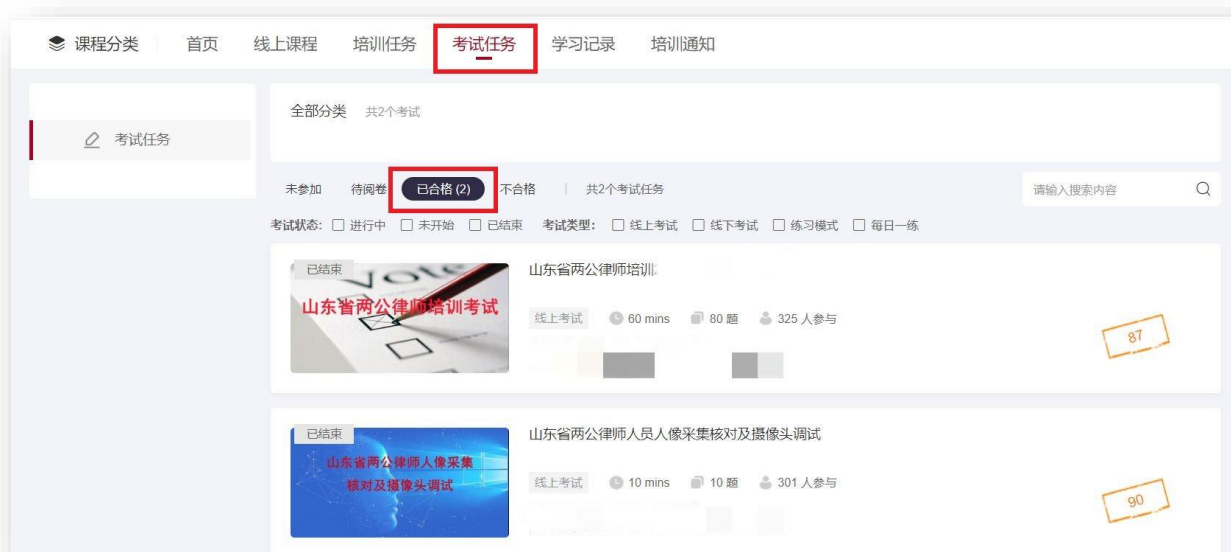 课程分类 首页 线上课程 培训任务 考试任务 学习记录 培训通知
考试任务
全部分类 共2个考试
未参加 待阅卷 已合格 (2) 不合格 共2个考试任务 请输入搜索内容
考试状态: 进行中 未开始 已结束 考试类型: 线上考试 线下考试 练习模式 每日一练
已结束
VOTE
山东省两公律师培训考试
山东省两公律师培训
线上考试 60 mins 80 题 325 人参与
87
已结束
山东省两公律师人像采集
核对及摄像头调试
山东省两公律师人员人像采集核对及摄像头调试
线上考试 10 mins 10 题 301 人参与
90